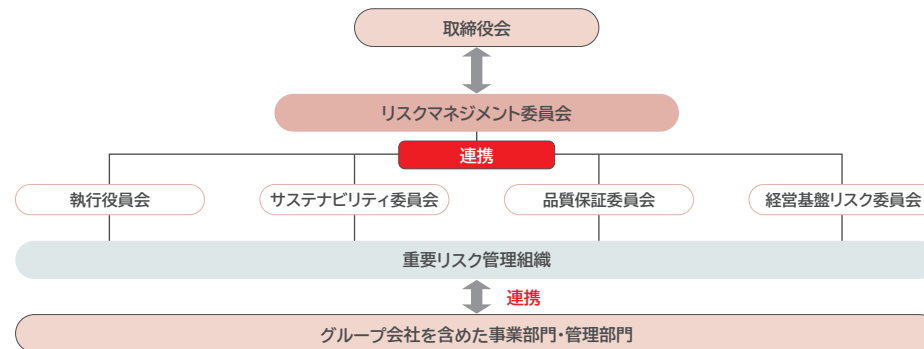 取締役会
リスクマネジメント委員会
連携
執行役員会
サステナビリティ委員会
品質保証委員会
経営基盤リスク委員会
重要リスク管理組織
連携
グループ会社を含めた事業部門・管理部門